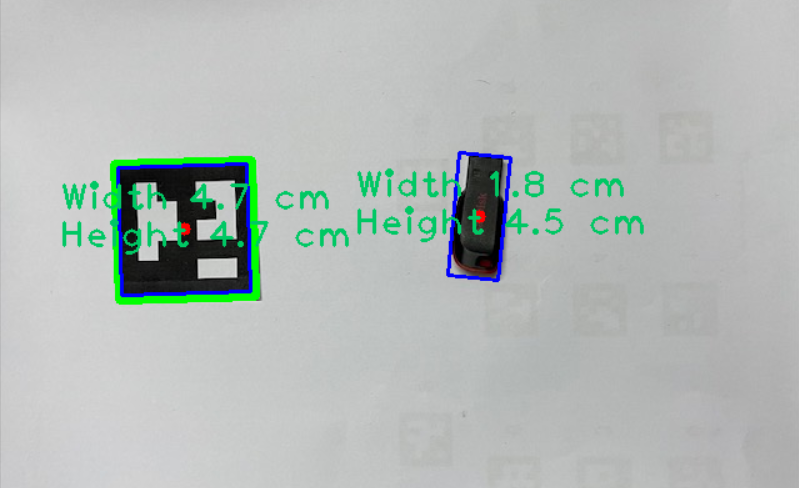 Width 4.7 cm
Height 4.7 cm
Width 1.8 cm
Height 4.5 cm